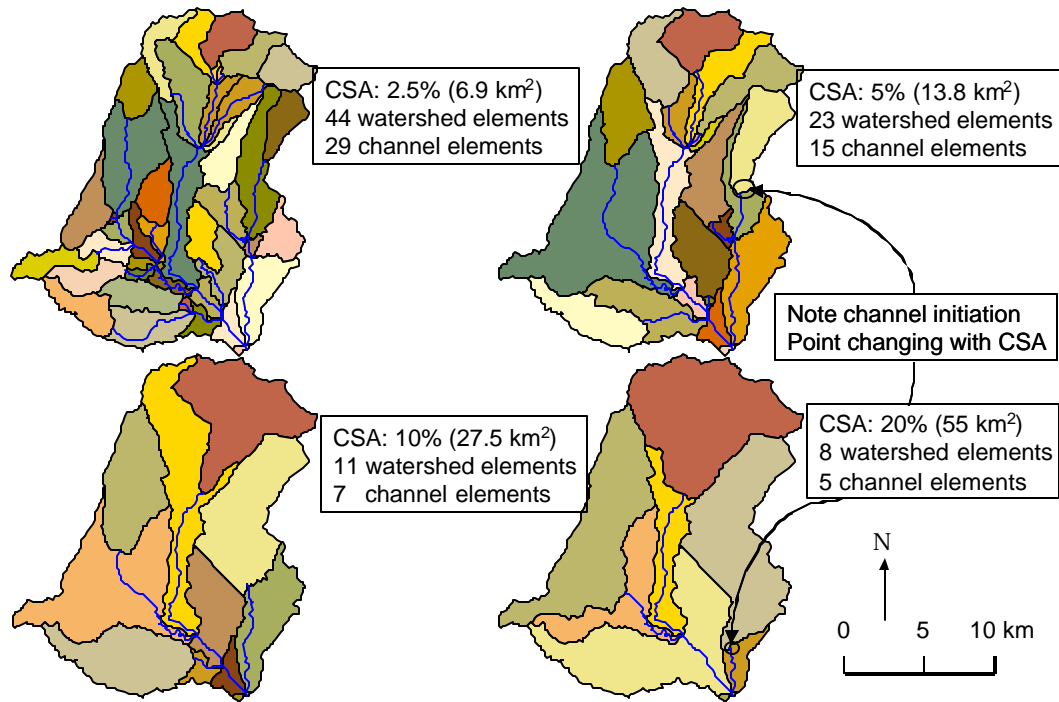 CSA: 2.5% (6.9 km²)
44 watershed elements
29 channel elements
CSA: 5% (13.8 km²)
23 watershed elements
15 channel elements
Note channel initiation
Point changing with CSA
CSA: 10% (27.5 km²)
11 watershed elements
7 channel elements
CSA: 20% (55 km²)
8 watershed elements
5 channel elements
N
0 5 10 km